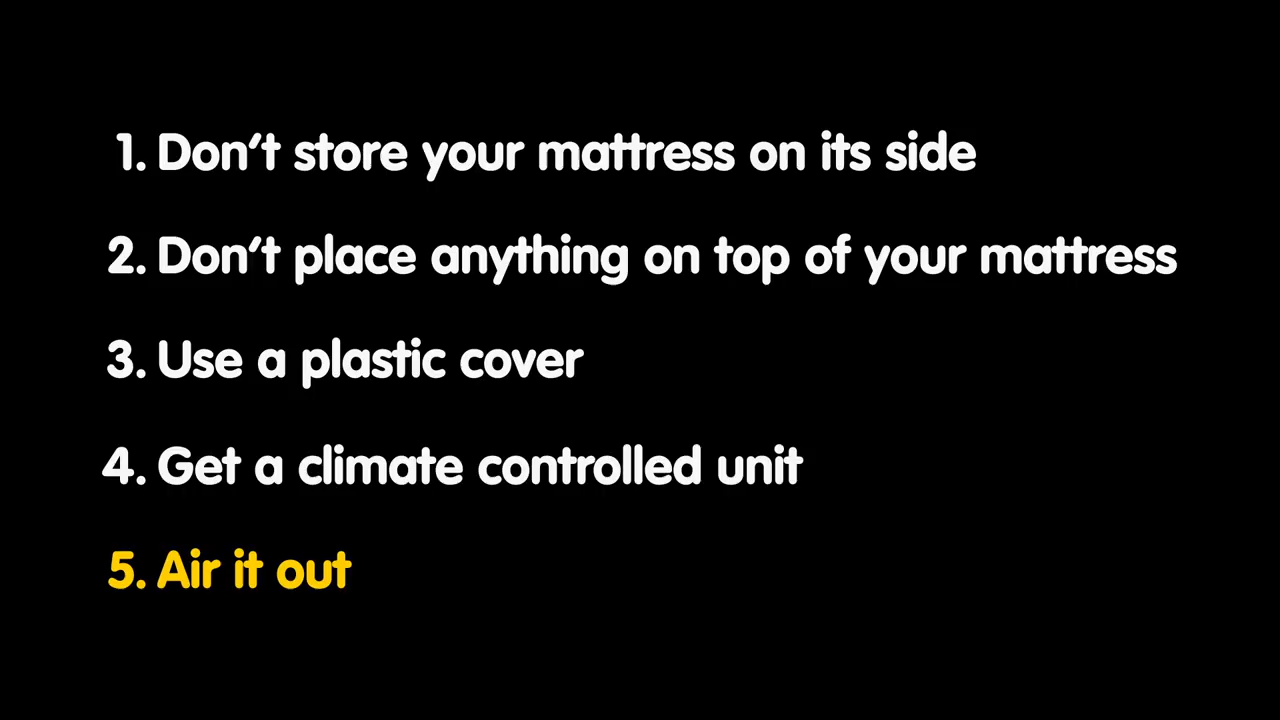 1. Don't store your mattress on its side
2. Don't place anything on top of your mattress
3. Use a plastic cover
4. Get a climate controlled unit
5. Air it out